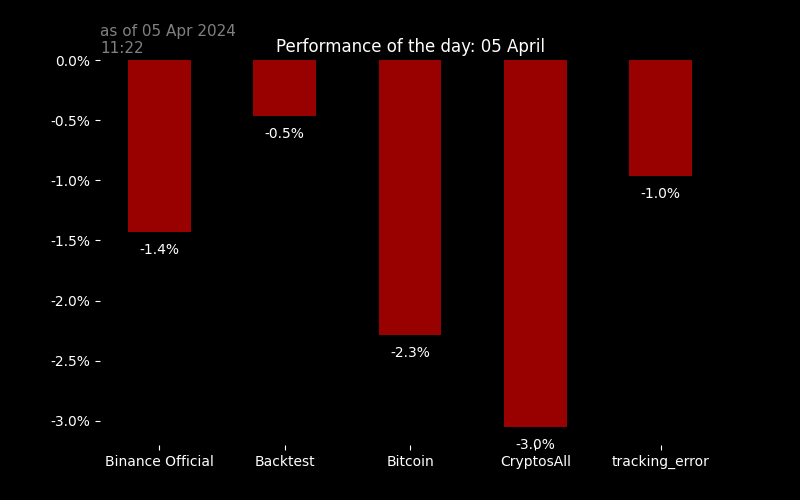 as of 05 Apr 2024
11:22
Performance of the day: 05 April
0.0%
-0.5%
-1.0%
-1.5%
-2.0%
-2.5%
-3.0%
-1.4%
-0.5%
-2.3%
-3.0%
-1.0%
Binance Official
Backtest
Bitcoin
CryptosAll
tracking_error